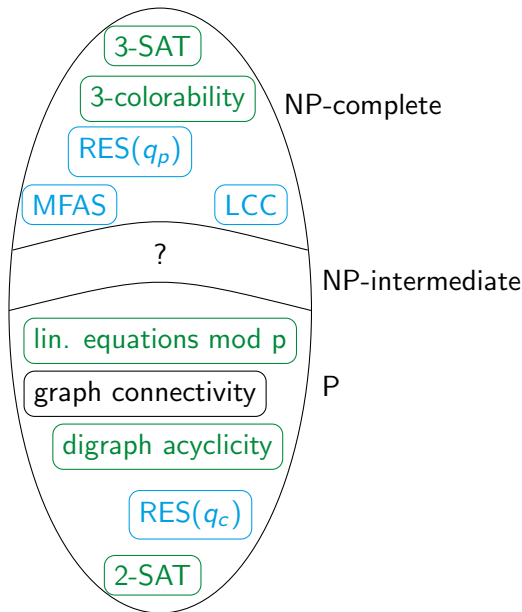 3-SAT
3-colorability
NP-complete
RES(q_p)
MFAS
LCC
?
NP-intermediate
lin. equations mod p
graph connectivity
P
digraph acyclicity
RES(q_c)
2-SAT